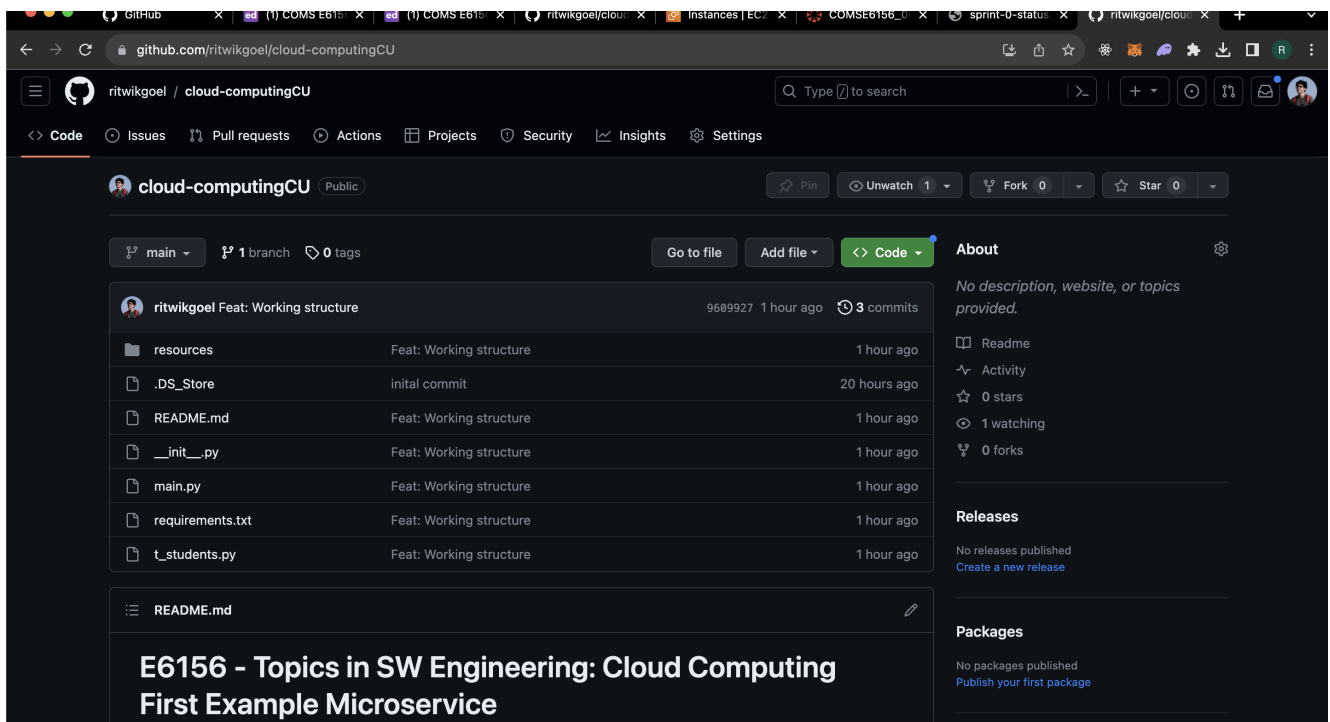 GitHub
ed (1) COMS E615
ed (1) COMS E615
ritwikgoel/cloud
Instances | EC2
COMSE6156_0
sprint-0-status.
ritwikgoel/cloud
github.com/ritwikgoel/cloud-computingCU
R
ritwikgoel / cloud-computingCU
Type / to search
<> Code
Issues
Pull requests
Actions
Projects
Security
Insights
Settings
cloud-computingCU Public
Pin
Unwatch 1
Fork 0
Star 0
main
1 branch
0 tags
Go to file
Add file
<> Code
ritwikgoel Feat: Working structure 9609927 1 hour ago 3 commits
resources Feat: Working structure 1 hour ago
.DS_Store inital commit 20 hours ago
README.md Feat: Working structure 1 hour ago
__init__.py Feat: Working structure 1 hour ago
main.py Feat: Working structure 1 hour ago
requirements.txt Feat: Working structure 1 hour ago
t_students.py Feat: Working structure 1 hour ago
README.md
E6156 - Topics in SW Engineering: Cloud Computing
First Example Microservice
About
No description, website, or topics
provided.
Readme
Activity
0 stars
1 watching
0 forks
Releases
No releases published
Create a new release
Packages
No packages published
Publish your first package